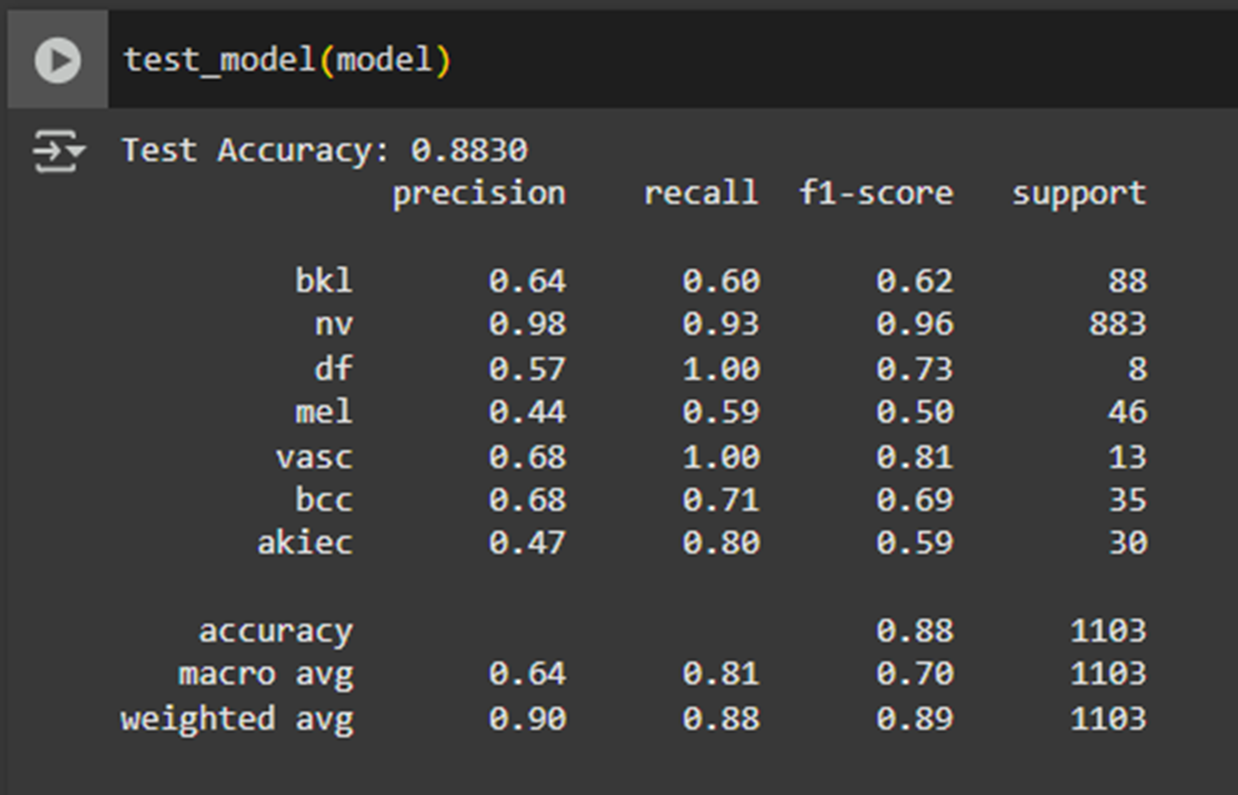 test_model(model)
Test Accuracy: 0.8830
precision recall f1-score support
bkl 0.64 0.60 0.62 88
nv 0.98 0.93 0.96 883
df 0.57 1.00 0.73 8
mel 0.44 0.59 0.50 46
vasc 0.68 1.00 0.81 13
bcc 0.68 0.71 0.69 35
akiec 0.47 0.80 0.59 30
accuracy 0.88 1103
macro avg 0.64 0.81 0.70 1103
weighted avg 0.90 0.88 0.89 1103